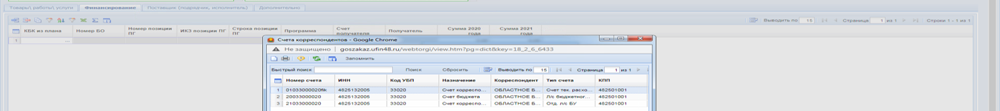 Товары\ работы\ услуги Финансирование Поставщик (подрядчик, исполнитель) Дополнительно
Выводить по 15 Страница 1 из 1 Строки 1 - 1 из 1
КБК из плана Номер БО Номер позиции ПГ ИКЗ позиции ПГ Строка позиции ПГ Программа Счет получателя Получатель Сумма 2020 года Сумма 2021 года
1 ...
Счета корреспондентов - Google Chrome
Не защищено | goszakaz.ufin48.ru/webtorgi/view.htm?pg=dict&key=18_2_6_6433
Запомнить
Быстрый поиск Поиск Сбросить Выводить по 15 Страница 1 из 1
Номер счета ИНН Код УБП Назначение Корреспондент Тип счета КПП
1 01033000020fik 4825132005 33020 Счет корреспо... ОБЛАСТНОЕ Б... Счет тек. расхо... 482501001
2 20033000020 4825132005 33020 Счет бюджета ОБЛАСТНОЕ Б... Л/с бюджетног... 482501001
3 21033000020 4825132005 33020 Счет корреспо... ОБЛАСТНОЕ Б... Отд. л/с БУ 482501001